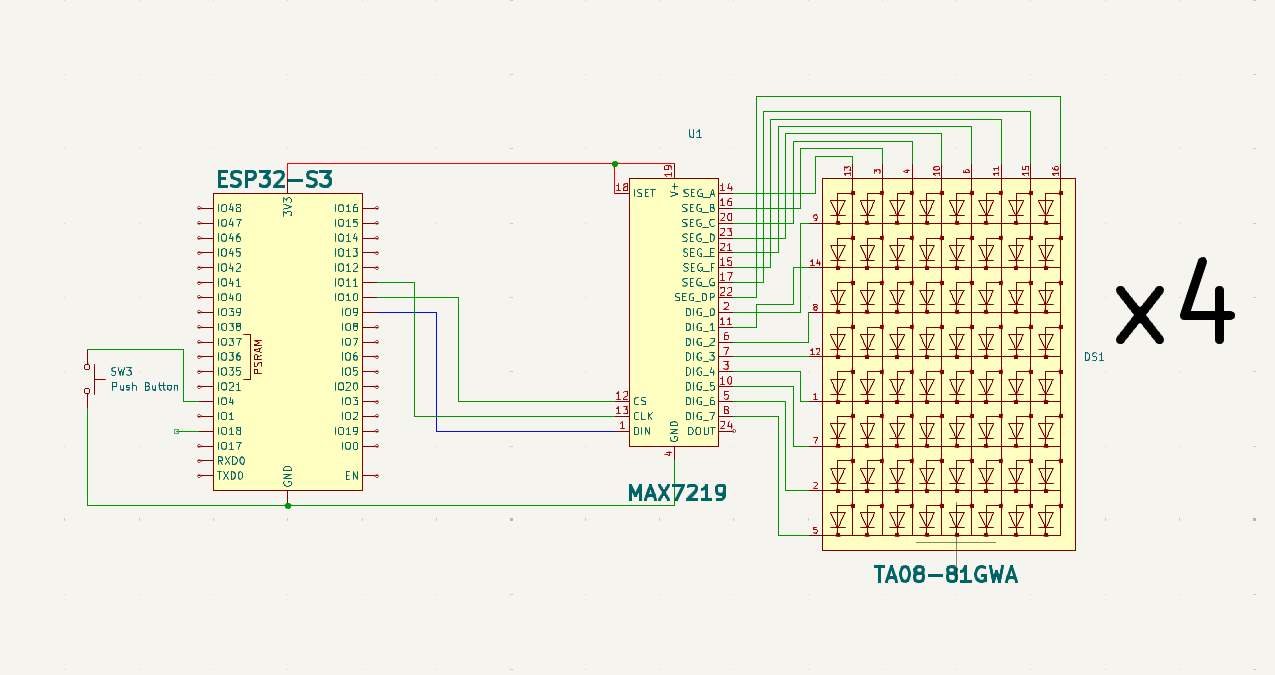 U1
ESP32-S3
3V3
IO48
IO47
IO46
IO45
IO42
IO41
IO40
IO39
IO38
IO37
IO36
IO35
IO21
IO4
IO1
IO18
IO17
RXD0
TXD0
PSRAM
GND
IO16
IO15
IO14
IO13
IO12
IO11
IO10
IO9
IO8
IO7
IO6
IO5
IO20
IO3
IO2
IO19
IO0
EN
SW3
Push Button
19
V+
18 ISET
12 CS
13 CLK
1 DIN
SEG_A 14
SEG_B 16
SEG_C 20
SEG_D 23
SEG_E 21
SEG_F 15
SEG_G 17
SEG_DP 22
DIG_0 2
DIG_1 11
DIG_2 6
DIG_3 7
DIG_4 3
DIG_5 10
DIG_6 5
DIG_7 8
DOUT 24
GND
4
MAX7219
13 3 4 10 6 11 15 16
9
14
8
12
1
7
2
5
DS1
TA08-81GWA
x4